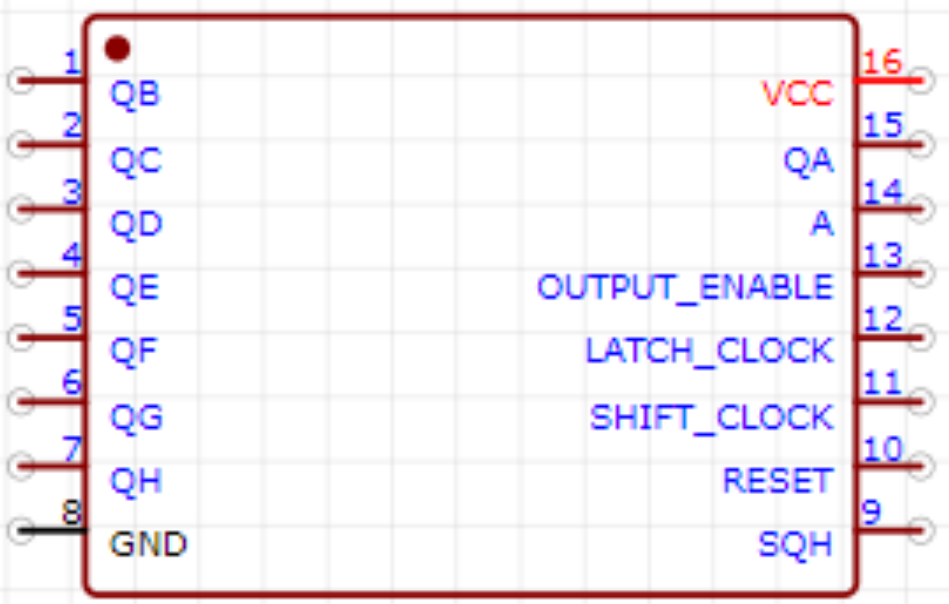 1 QB VCC 16
2 QC QA 15
3 QD A 14
4 QE OUTPUT_ENABLE 13
5 QF LATCH_CLOCK 12
6 QG SHIFT_CLOCK 11
7 QH RESET 10
8 GND SQH 9